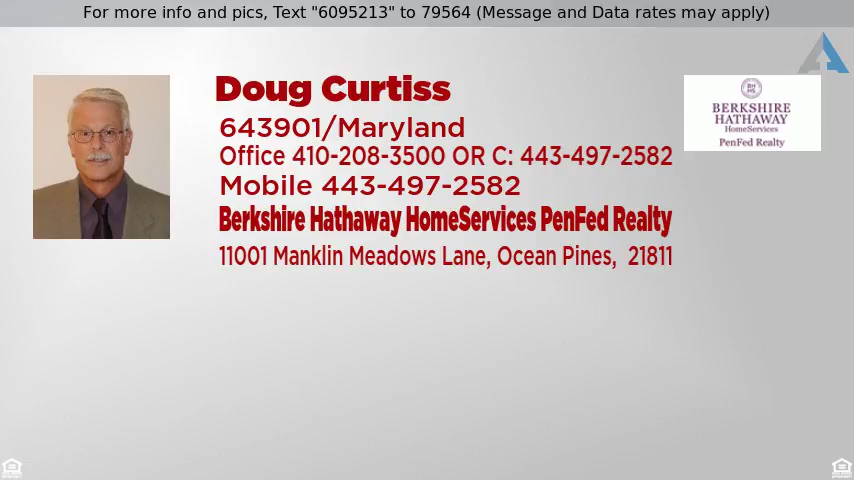 For more info and pics, Text "6095213" to 79564 (Message and Data rates may apply)
Doug Curtiss
643901/Maryland
Office 410-208-3500 OR C: 443-497-2582
Mobile 443-497-2582
Berkshire Hathaway HomeServices PenFed Realty
11001 Manklin Meadows Lane, Ocean Pines, 21811
BH
HS
BERKSHIRE
HATHAWAY
HomeServices
PenFed Realty